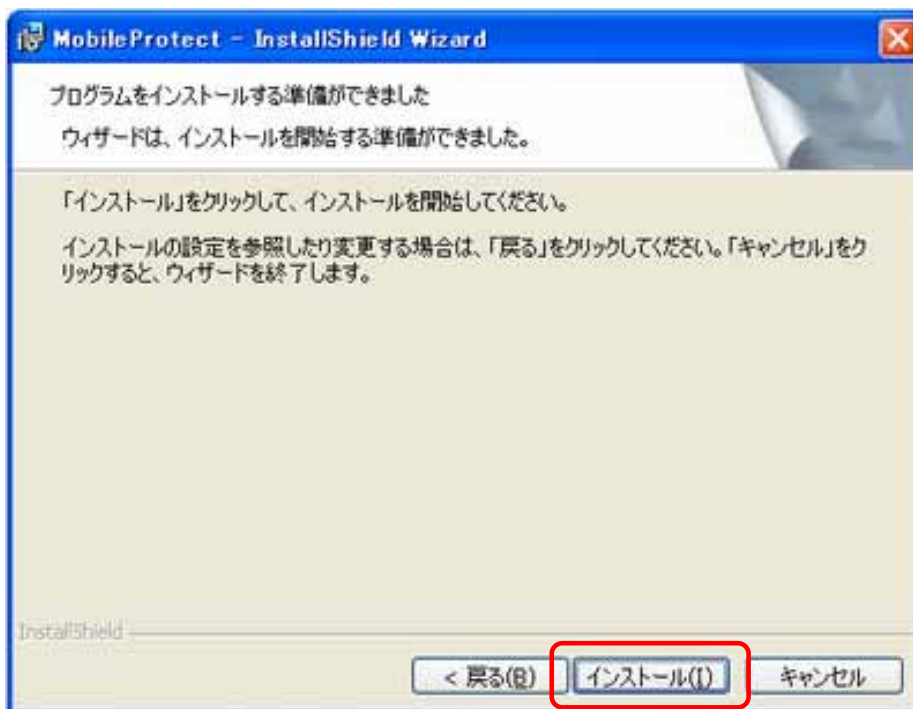 MobileProtect - InstallShield Wizard
プログラムをインストールする準備ができました
ウィザードは、インストールを開始する準備ができました。
「インストール」をクリックして、インストールを開始してください。
インストールの設定を参照したり変更する場合は、「戻る」をクリックしてください。「キャンセル」をク
リックすると、ウィザードを終了します。
InstallShield
< 戻る(B) インストール(I) キャンセル